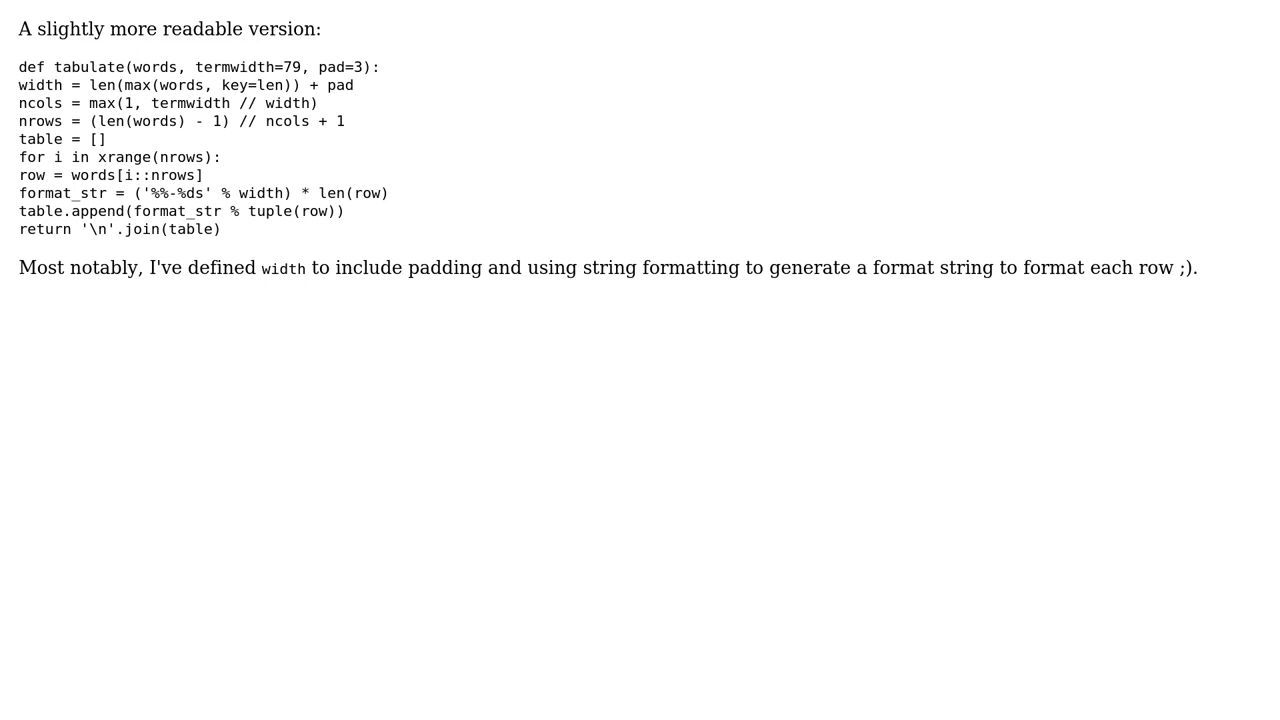 A slightly more readable version:
def tabulate(words, termwidth=79, pad=3):
width = len(max(words, key=len)) + pad
ncols = max(1, termwidth // width)
nrows = (len(words) - 1) // ncols + 1
table = []
for i in xrange(nrows):
row = words[i::nrows]
format_str = ('%%-%ds' % width) * len(row)
table.append(format_str % tuple(row))
return '\n'.join(table)
Most notably, I've defined width to include padding and using string formatting to generate a format string to format each row ;).